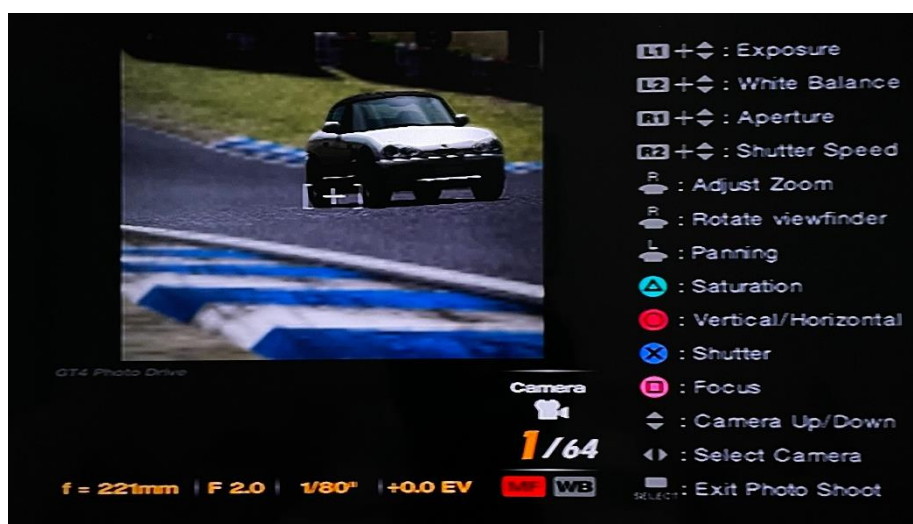 L1 + : Exposure
L2 + : White Balance
R1 + : Aperture
R2 + : Shutter Speed
R : Adjust Zoom
R : Rotate viewfinder
L : Panning
: Saturation
: Vertical/Horizontal
: Shutter
: Focus
: Camera Up/Down
: Select Camera
SELECT : Exit Photo Shoot
GT4 Photo Drive
Camera
1/64
f = 221mm F 2.0 1/80" +0.0 EV MF WB